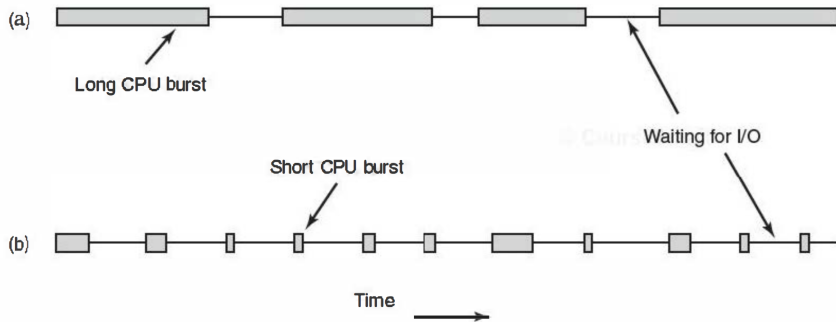 (a)
Long CPU burst
Waiting for I/O
Short CPU burst
(b)
Time